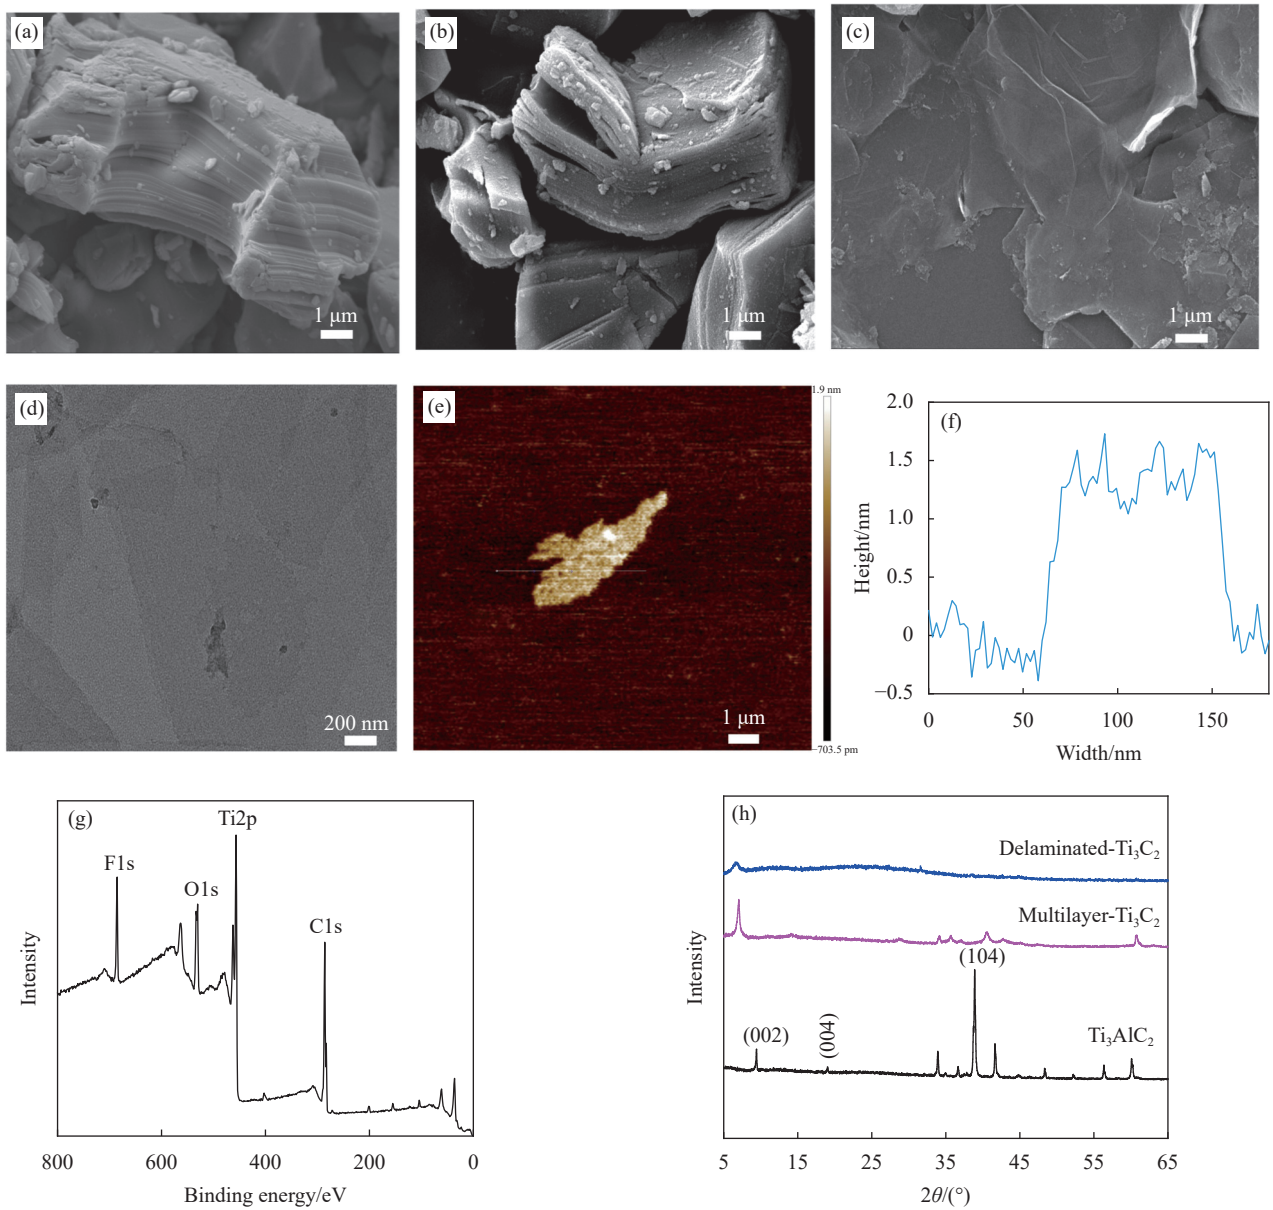 (a)
1 μm
(b)
1 μm
(c)
1 μm
(d)
200 nm
(e)
1 μm
1.9 nm
−703.5 pm
(f)
2.0
1.5
1.0
0.5
0
−0.5
Height/nm
0 50 100 150
Width/nm
(g)
Ti2p
F1s
O1s
C1s
Intensity
800 600 400 200 0
Binding energy/eV
(h)
Delaminated-Ti₃C₂
Multilayer-Ti₃C₂
(104)
(002)
(004)
Ti₃AlC₂
Intensity
5 15 25 35 45 55 65
2θ/(°)